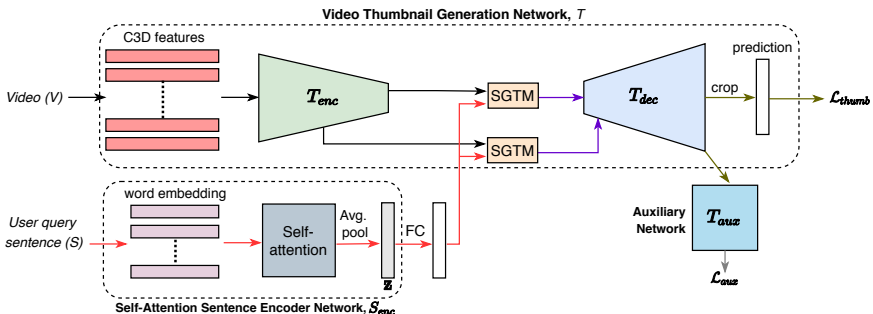 Video Thumbnail Generation Network, T
C3D features
prediction
Video (V)
T_enc
SGTM
T_dec
crop
L_thumb
SGTM
word embedding
User query
sentence (S)
Self-
attention
Avg.
pool
FC
z
Auxiliary
Network
T_aux
L_aux
Self-Attention Sentence Encoder Network, S_enc